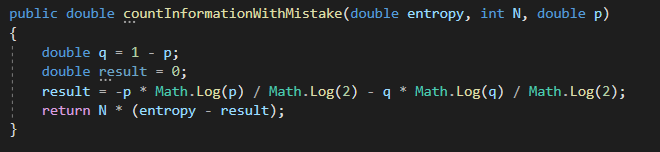 public double countInformationWithMistake(double entropy, int N, double p)
{
double q = 1 - p;
double result = 0;
result = -p * Math.Log(p) / Math.Log(2) - q * Math.Log(q) / Math.Log(2);
return N * (entropy - result);
}